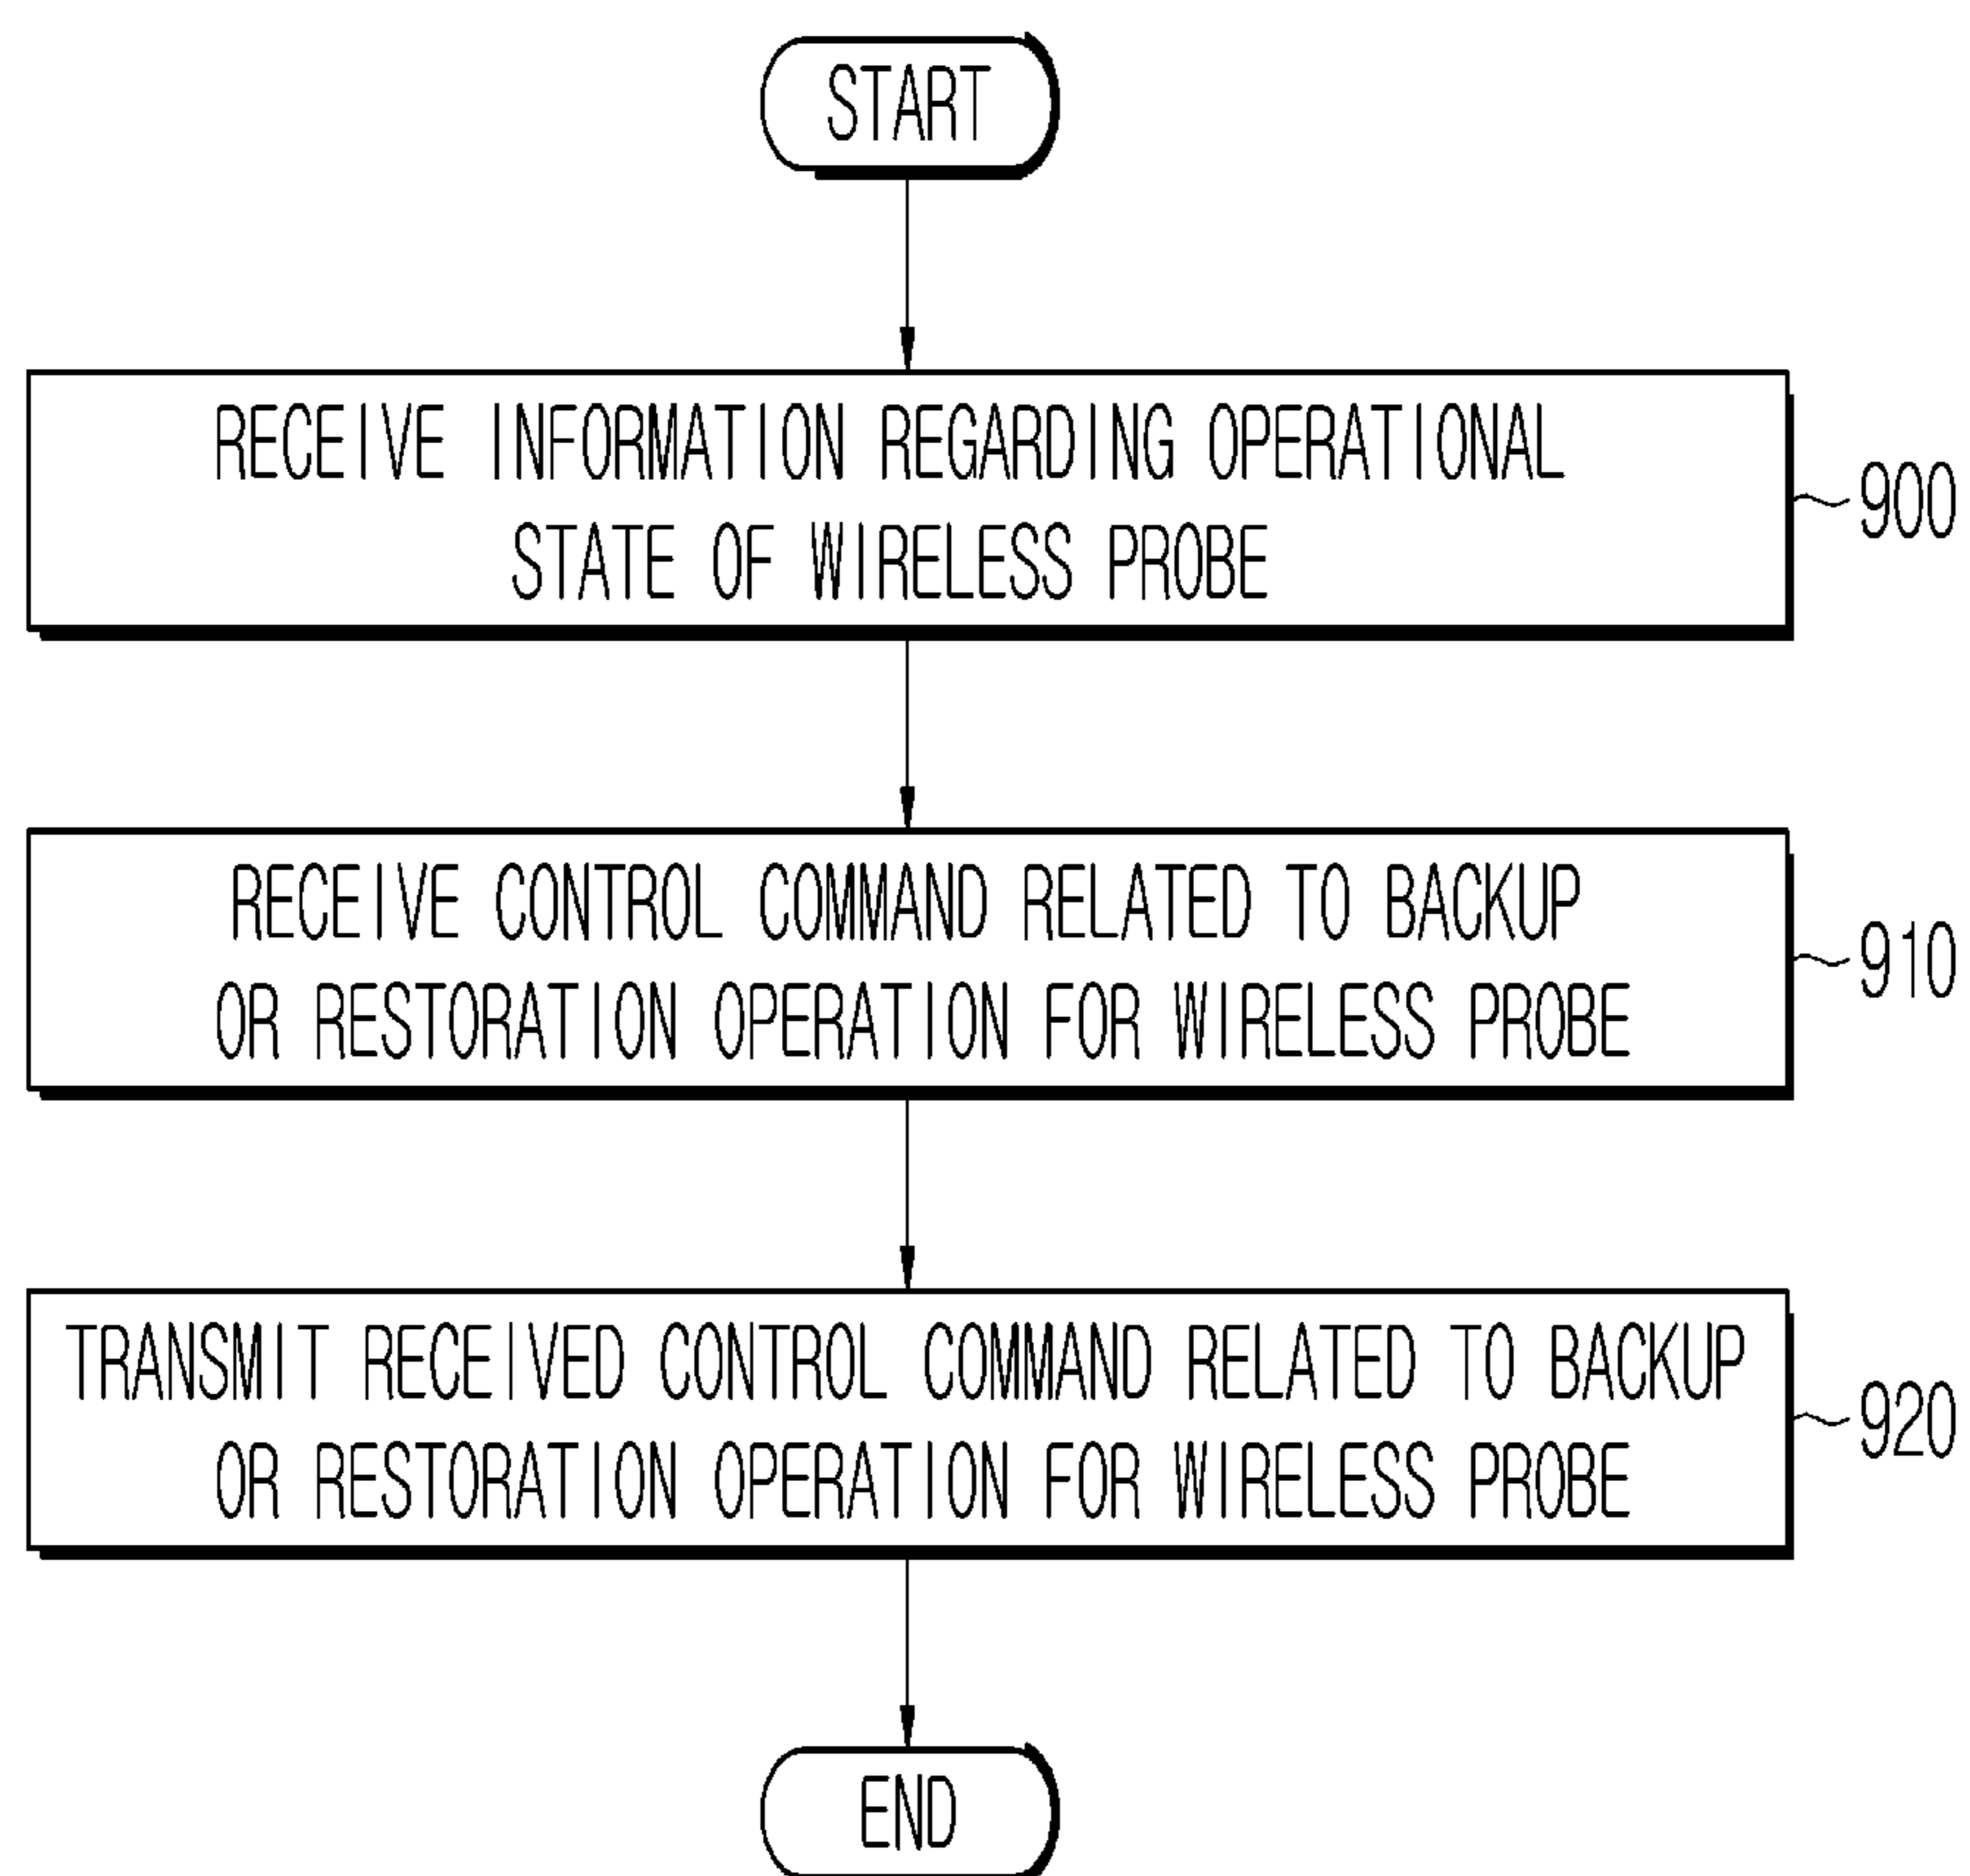 START
RECEIVE INFORMATION REGARDING OPERATIONAL
STATE OF WIRELESS PROBE
900
RECEIVE CONTROL COMMAND RELATED TO BACKUP
OR RESTORATION OPERATION FOR WIRELESS PROBE
910
TRANSMIT RECEIVED CONTROL COMMAND RELATED TO BACKUP
OR RESTORATION OPERATION FOR WIRELESS PROBE
920
END